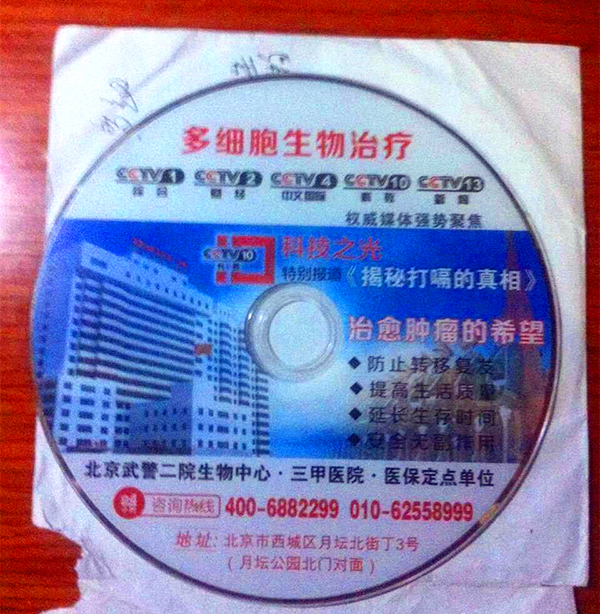 多细胞生物治疗
CCTV1 CCTV2 CCTV4 CCTV10 CCTV13
综合 财经 中文国际 科教 新闻
权威媒体强势聚焦
CCTV10
科教
科技之光
特别报道《揭秘打嗝的真相》
治愈肿瘤的希望
◆防止转移复发
◆提高生活质量
◆延长生存时间
◆安全无副作用
北京武警二院生物中心·三甲医院·医保定点单位
咨询热线 400-6882299 010-62558999
地址:北京市西城区月坛北街丁3号
(月坛公园北门对面)